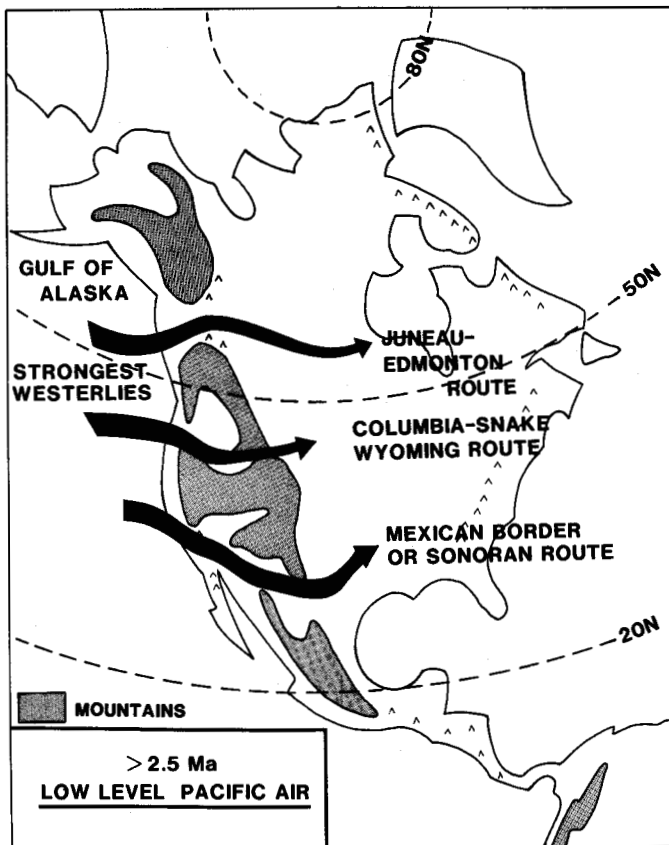 80N
GULF OF
ALASKA
50N
JUNEAU-
EDMONTON
ROUTE
STRONGEST
WESTERLIES
COLUMBIA-SNAKE
WYOMING ROUTE
MEXICAN BORDER
OR SONORAN ROUTE
20N
MOUNTAINS
>2.5 Ma
LOW LEVEL PACIFIC AIR